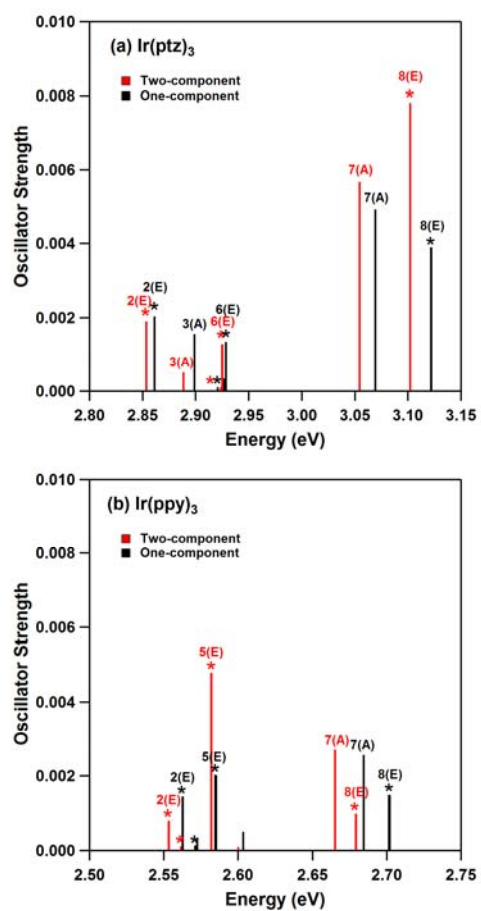 0.010
(a) Ir(ptz)3
Two-component
One-component
8(E)
*
0.008
0.006
7(A)
7(A)
8(E)
*
0.004
2(E)
2(E)
*
*
3(A)
6(E)
6(E)
*
*
0.002
3(A)
*
*
0.000
2.80 2.85 2.90 2.95 3.00 3.05 3.10 3.15
Oscillator Strength
Energy (eV)
0.010
(b) Ir(ppy)3
Two-component
One-component
0.008
0.006
5(E)
*
0.004
7(A)
7(A)
5(E)
*
2(E)
*
8(E)
*
0.002
2(E)
*
8(E)
*
*
*
0.000
2.50 2.55 2.60 2.65 2.70 2.75
Oscillator Strength
Energy (eV)